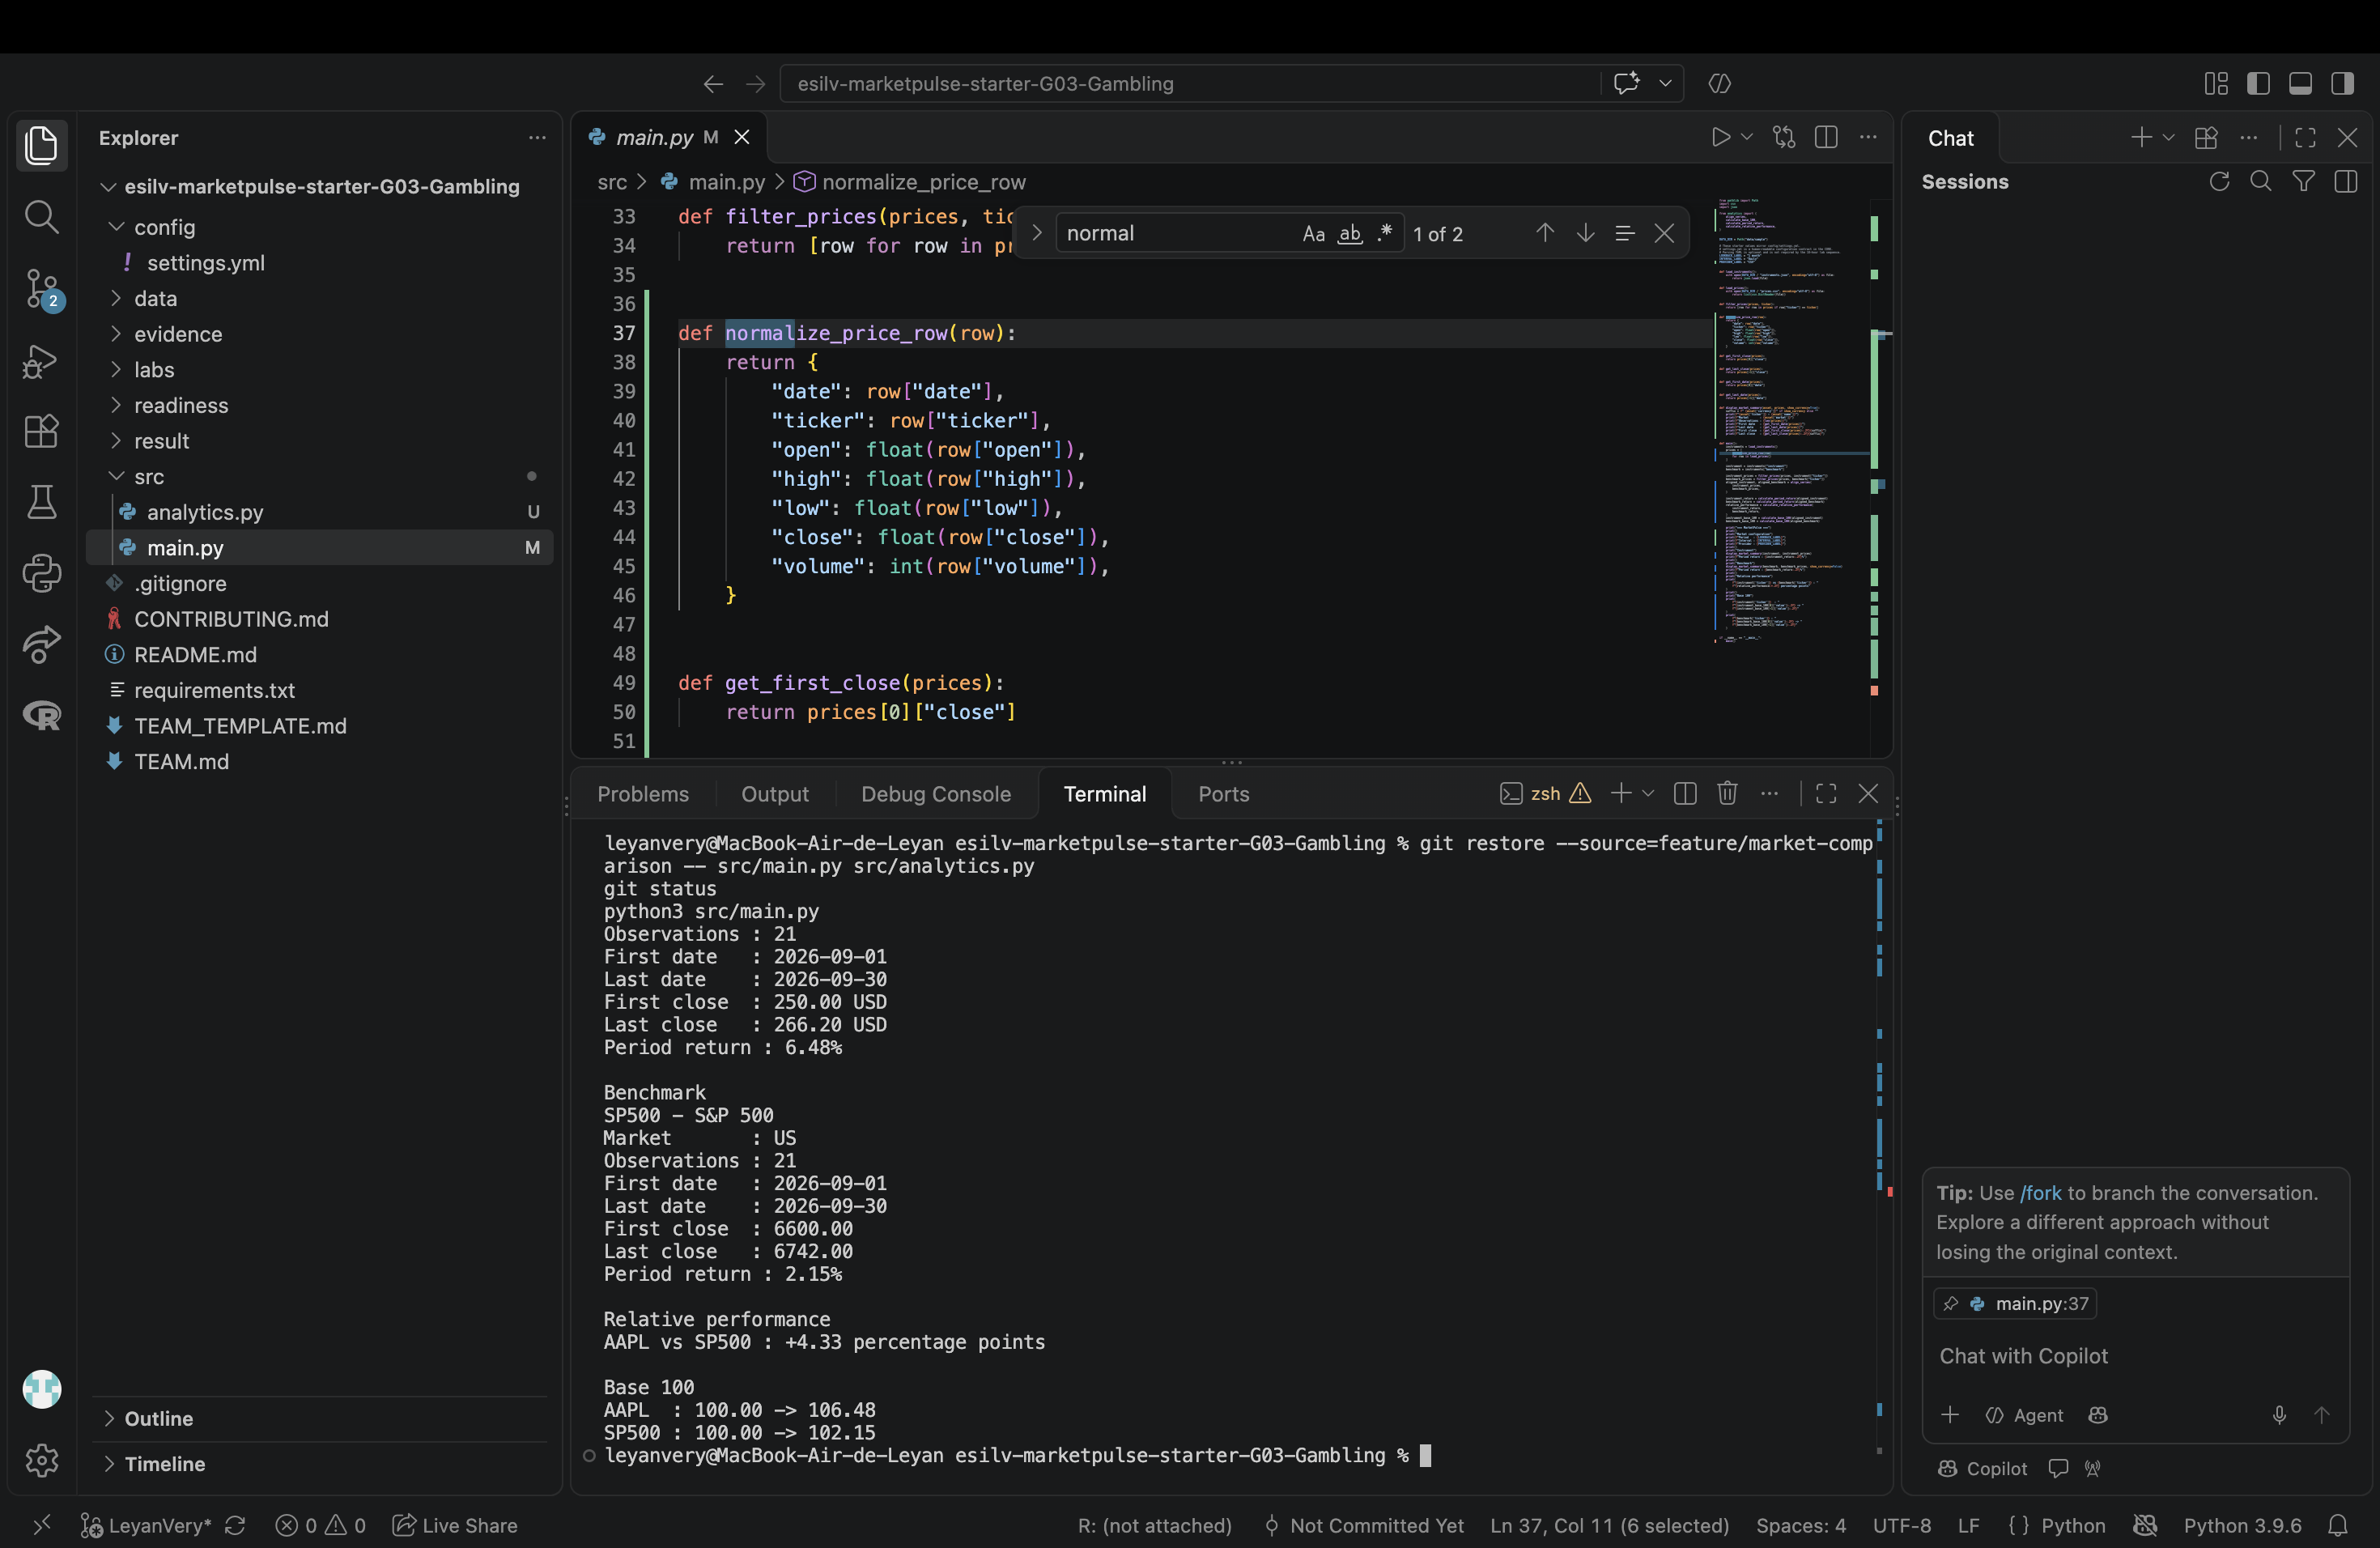 esilv-marketpulse-starter-G03-Gambling
Explorer
esilv-marketpulse-starter-G03-Gambling
config
! settings.yml
data
evidence
labs
readiness
result
src
analytics.py U
main.py M
.gitignore
CONTRIBUTING.md
README.md
requirements.txt
TEAM_TEMPLATE.md
TEAM.md
Outline
Timeline
2
main.py M
src > main.py > normalize_price_row
normal Aa ab .* 1 of 2
33 def filter_prices(prices, tic
34 return [row for row in pr
35
36
37 def normalize_price_row(row):
38 return {
39 "date": row["date"],
40 "ticker": row["ticker"],
41 "open": float(row["open"]),
42 "high": float(row["high"]),
43 "low": float(row["low"]),
44 "close": float(row["close"]),
45 "volume": int(row["volume"]),
46 }
47
48
49 def get_first_close(prices):
50 return prices[0]["close"]
51
Problems Output Debug Console Terminal Ports
zsh
leyanvery@MacBook-Air-de-Leyan esilv-marketpulse-starter-G03-Gambling % git restore --source=feature/market-comp
arison -- src/main.py src/analytics.py
git status
python3 src/main.py
Observations : 21
First date : 2026-09-01
Last date : 2026-09-30
First close : 250.00 USD
Last close : 266.20 USD
Period return : 6.48%
Benchmark
SP500 - S&P 500
Market : US
Observations : 21
First date : 2026-09-01
Last date : 2026-09-30
First close : 6600.00
Last close : 6742.00
Period return : 2.15%
Relative performance
AAPL vs SP500 : +4.33 percentage points
Base 100
AAPL : 100.00 -> 106.48
SP500 : 100.00 -> 102.15
leyanvery@MacBook-Air-de-Leyan esilv-marketpulse-starter-G03-Gambling %
Chat
Sessions
Tip: Use /fork to branch the conversation.
Explore a different approach without
losing the original context.
main.py:37
Chat with Copilot
Agent
Copilot
LeyanVery* 0 0 Live Share R: (not attached) Not Committed Yet Ln 37, Col 11 (6 selected) Spaces: 4 UTF-8 LF {} Python Python 3.9.6